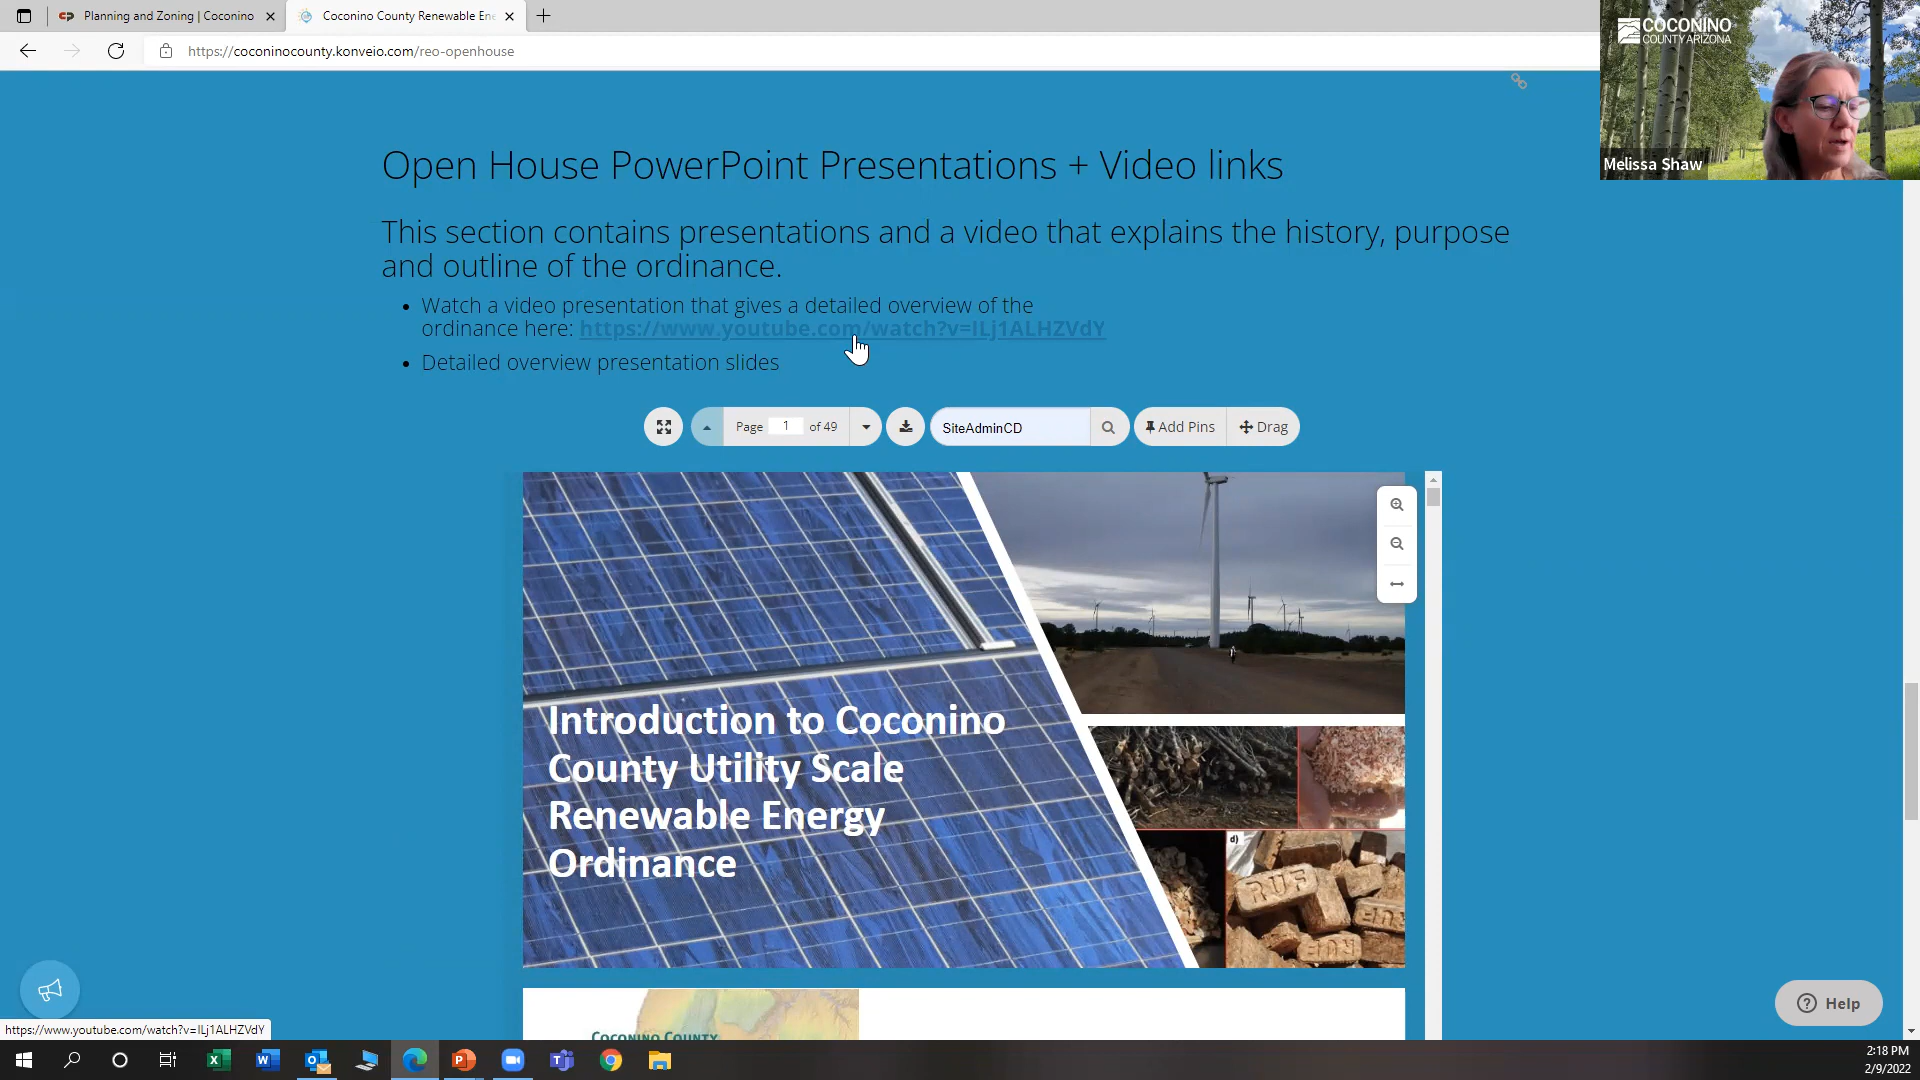 Planning and Zoning | Coconino
Coconino County Renewable Ene
https://coconinocounty.konveio.com/reo-openhouse
COCONINO
COUNTY ARIZONA
Melissa Shaw
Open House PowerPoint Presentations + Video links
This section contains presentations and a video that explains the history, purpose
and outline of the ordinance.
Watch a video presentation that gives a detailed overview of the
ordinance here: https://www.youtube.com/watch?v=ILj1ALHZVdY
Detailed overview presentation slides
Page 1 of 49
SiteAdminCD
Add Pins
Drag
Introduction to Coconino
County Utility Scale
Renewable Energy
Ordinance
d)
RUF
COCONINO COUNTY
Help
https://www.youtube.com/watch?v=ILj1ALHZVdY
2:18 PM
2/9/2022